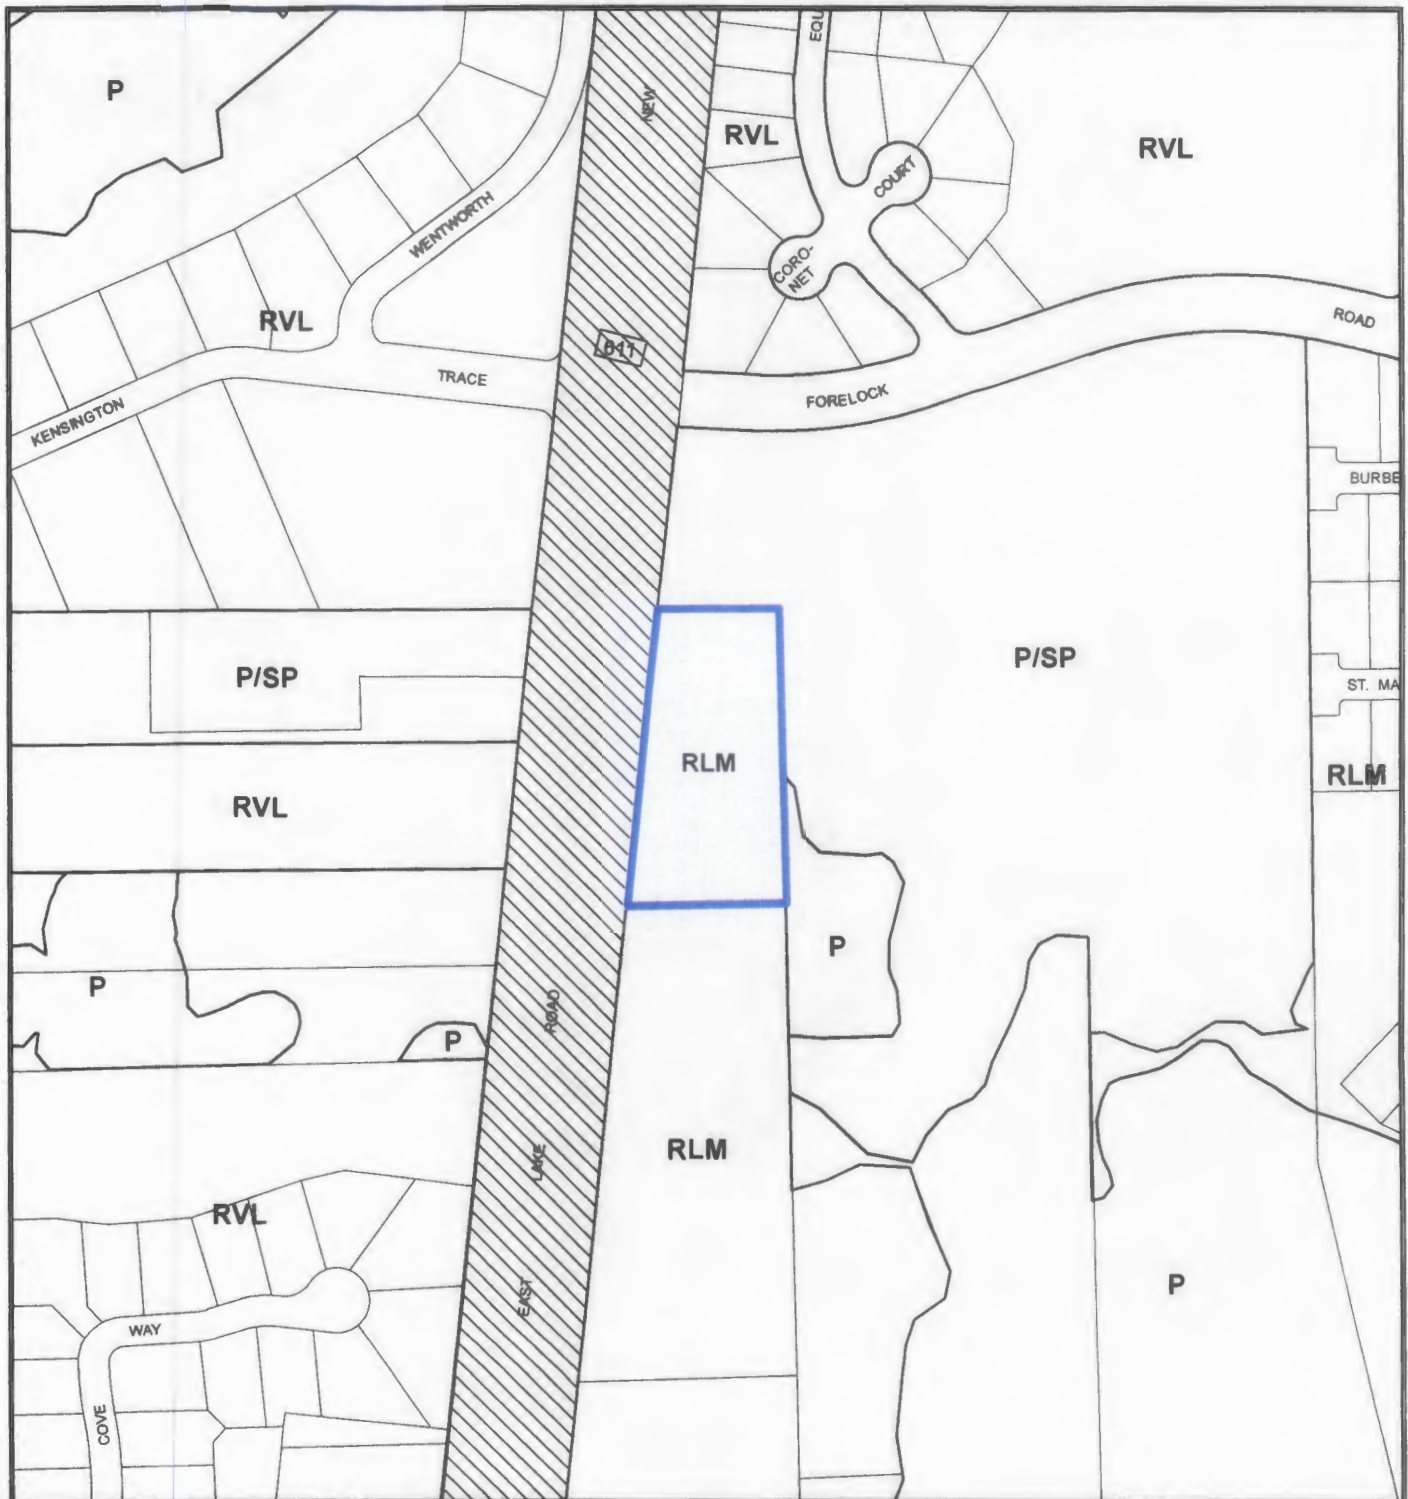 P
NEW
EQU
RVL
RVL
COURT
WENTWORTH
CORO-
NET
RVL
ROAD
611
TRACE
FORELOCK
KENSINGTON
BURBE
P/SP
P/SP
ST. MA
RLM
RLM
RVL
P
P
ROAD
P
LAKE
RLM
RVL
EAST
P
WAY
COVE